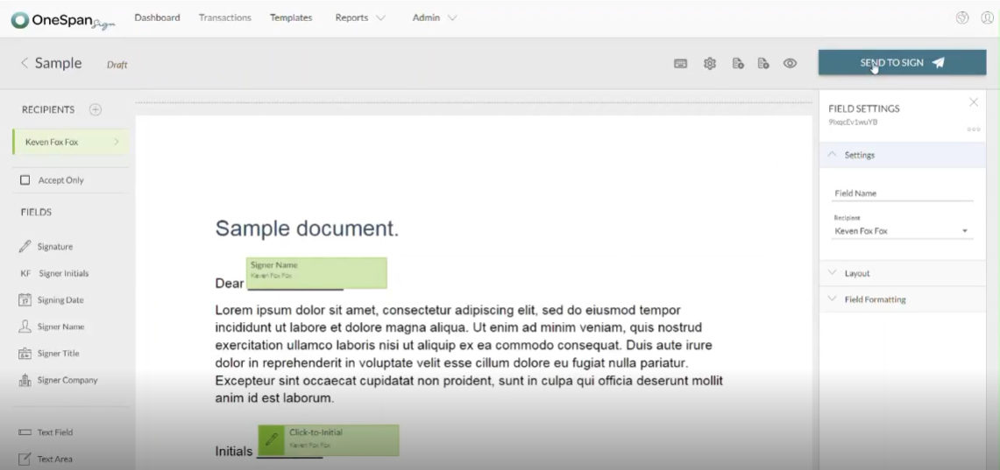 OneSpan Sign
Dashboard Transactions Templates Reports Admin
Sample Draft
SEND TO SIGN
RECIPIENTS
Keven Fox Fox
Accept Only
FIELDS
Signature
KF Signer Initials
Signing Date
Signer Name
Signer Title
Signer Company
Text Field
Text Area
Sample document.
Signer Name
Keven Fox Fox
Dear
Lorem ipsum dolor sit amet, consectetur adipiscing elit, sed do eiusmod tempor
incididunt ut labore et dolore magna aliqua. Ut enim ad minim veniam, quis nostrud
exercitation ullamco laboris nisi ut aliquip ex ea commodo consequat. Duis aute irure
dolor in reprehenderit in voluptate velit esse cillum dolore eu fugiat nulla pariatur.
Excepteur sint occaecat cupidatat non proident, sunt in culpa qui officia deserunt mollit
anim id est laborum.
Click-to-Initial
Keven Fox Fox
Initials
FIELD SETTINGS
Settings
Field Name
Recipient
Keven Fox Fox
Layout
Field Formatting